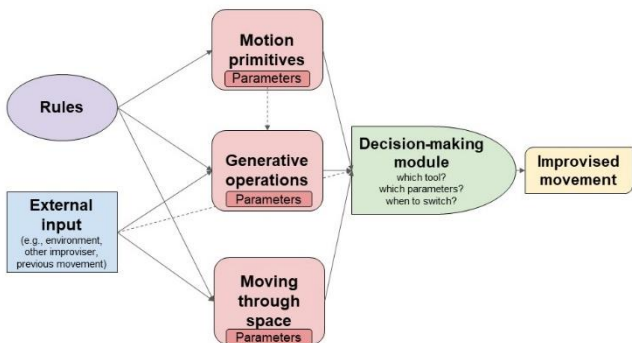 Motion
primitives
Parameters
Rules
Generative
operations
Parameters
Decision-making
module
which tool?
which parameters?
when to switch?
Improvised
movement
External
input
(e.g., environment,
other improviser,
previous movement)
Moving
through
space
Parameters